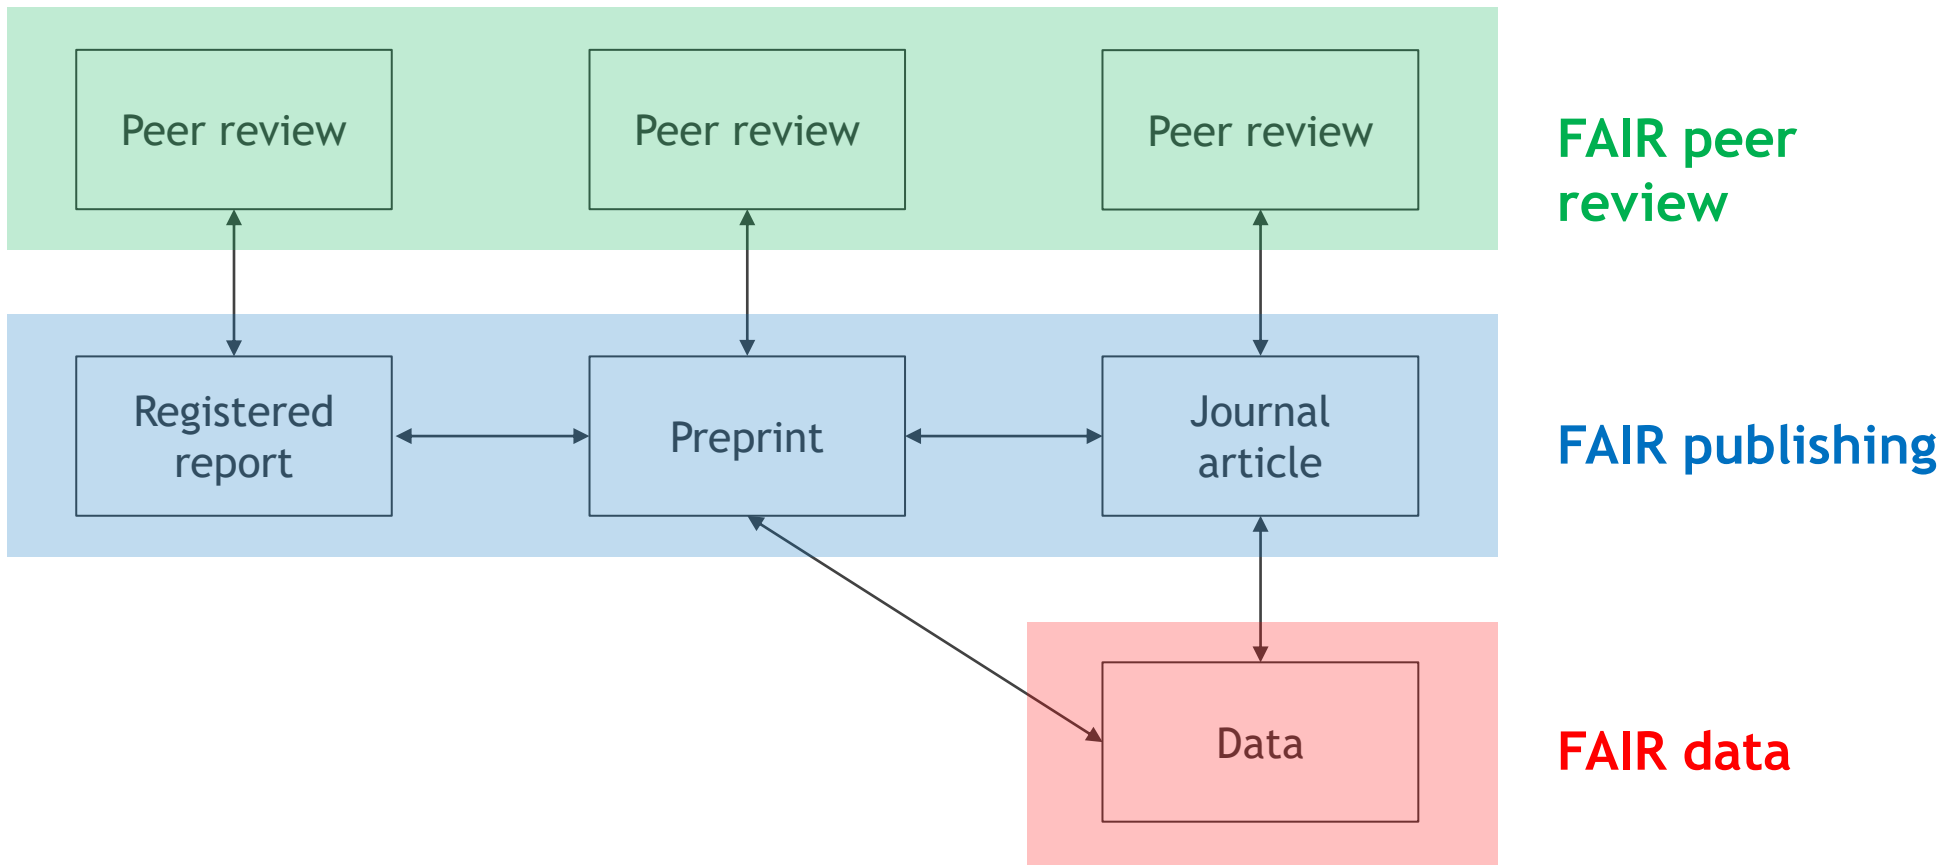 Peer review
Peer review
Peer review
FAIR peer
review
Registered
report
Preprint
Journal
article
FAIR publishing
Data
FAIR data